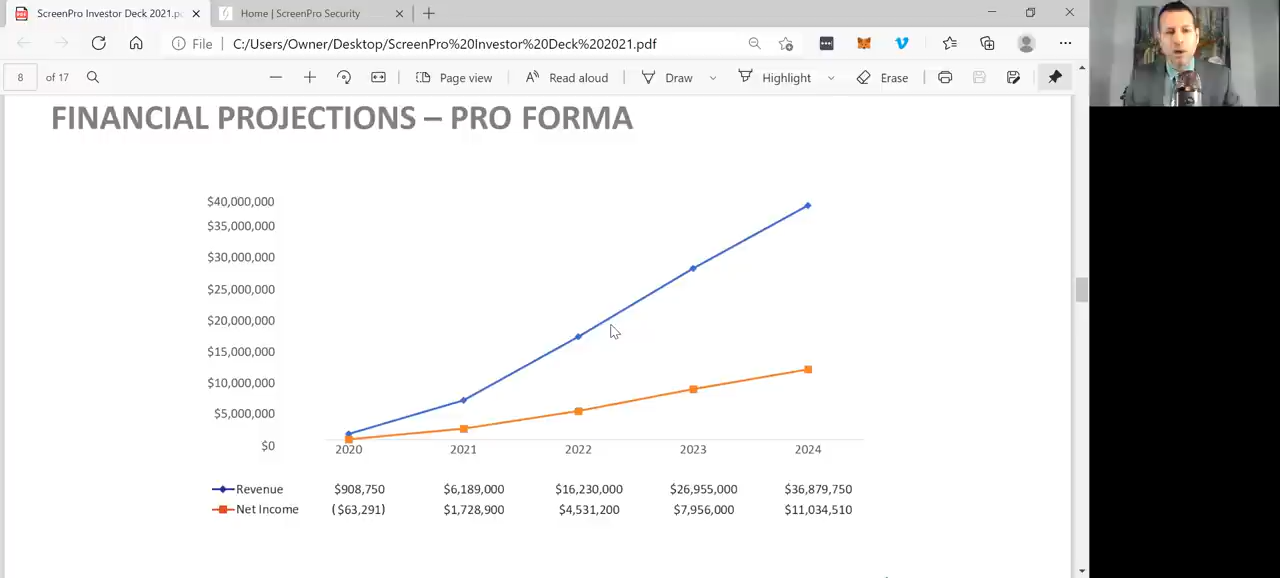 ScreenPro Investor Deck 2021.p
Home | ScreenPro Security
File C:/Users/Owner/Desktop/ScreenPro%20Investor%20Deck%202021.pdf
8 of 17 Page view Read aloud Draw Highlight Erase
FINANCIAL PROJECTIONS – PRO FORMA
$40,000,000
$35,000,000
$30,000,000
$25,000,000
$20,000,000
$15,000,000
$10,000,000
$5,000,000
$0
2020 2021 2022 2023 2024
Revenue $908,750 $6,189,000 $16,230,000 $26,955,000 $36,879,750
Net Income ($63,291) $1,728,900 $4,531,200 $7,956,000 $11,034,510